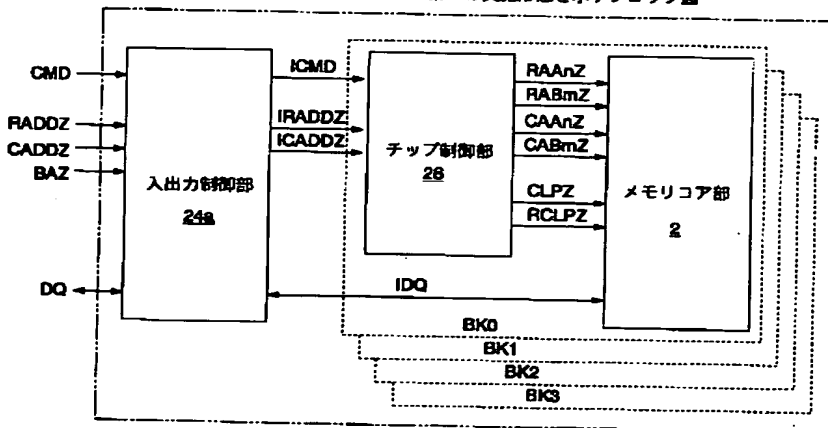 CMD
RADDZ
CADDZ
BAZ
DQ
入出力制御部
24a
ICMD
IRADDZ
ICADDZ
IDQ
チップ制御部
26
RAAnZ
RABmZ
CAAnZ
CABmZ
CLPZ
RCLPZ
メモリコア部
2
BK0
BK1
BK2
BK3